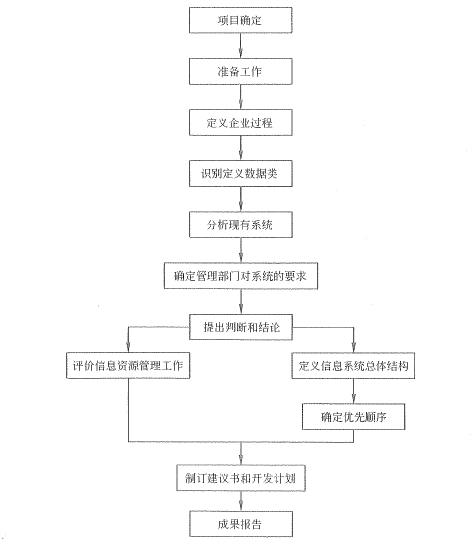 项目确定
准备工作
定义企业过程
识别定义数据类
分析现有系统
确定管理部门对系统的要求
提出判断和结论
评价信息资源管理工作
定义信息系统总体结构
确定优先顺序
制订建议书和开发计划
成果报告